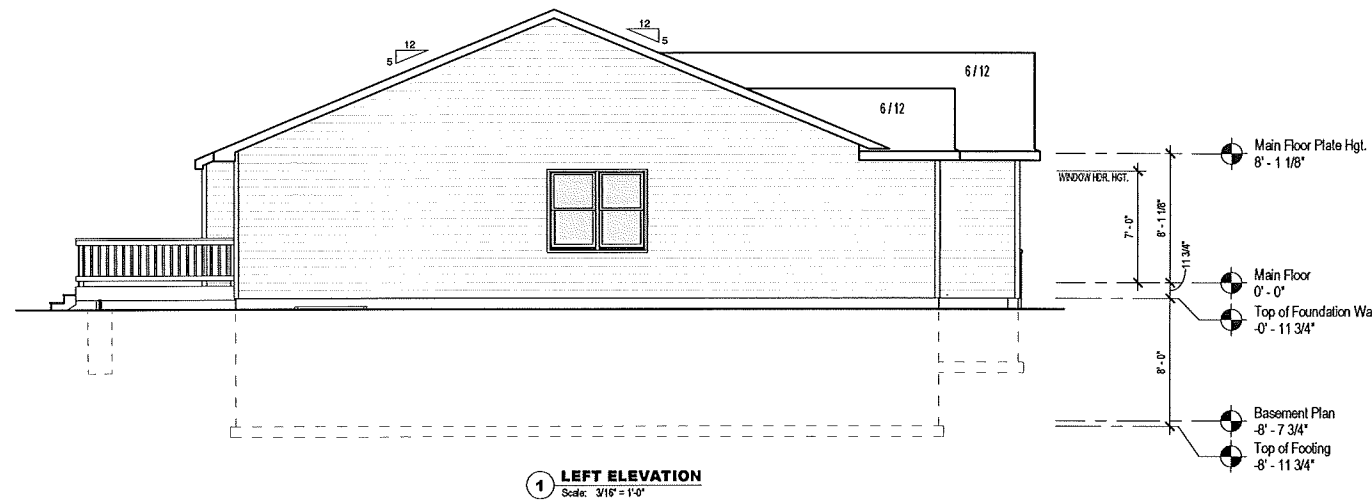 12
5
12
5
6 / 12
6 / 12
Main Floor Plate Hgt.
8' - 1 1/8"
WINDOW HDR. HGT.
7' - 0"
8' - 1 1/8"
11 3/4"
Main Floor
0' - 0"
Top of Foundation Wa
-0' - 11 3/4"
8' - 0"
Basement Plan
-8' - 7 3/4"
Top of Footing
-8' - 11 3/4"
1 LEFT ELEVATION
Scale: 3/16" = 1'-0"